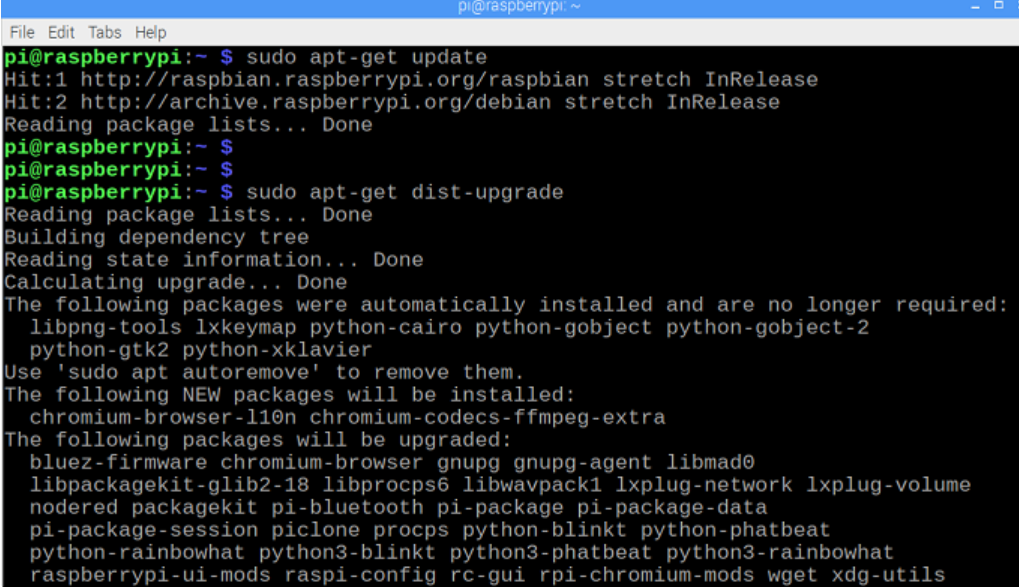 pi@raspberrypi: ~
File Edit Tabs Help
pi@raspberrypi:~ $ sudo apt-get update
Hit:1 http://raspbian.raspberrypi.org/raspbian stretch InRelease
Hit:2 http://archive.raspberrypi.org/debian stretch InRelease
Reading package lists... Done
pi@raspberrypi:~ $
pi@raspberrypi:~ $
pi@raspberrypi:~ $ sudo apt-get dist-upgrade
Reading package lists... Done
Building dependency tree
Reading state information... Done
Calculating upgrade... Done
The following packages were automatically installed and are no longer required:
  libpng-tools lxkeymap python-cairo python-gobject python-gobject-2
  python-gtk2 python-xklavier
Use 'sudo apt autoremove' to remove them.
The following NEW packages will be installed:
  chromium-browser-l10n chromium-codecs-ffmpeg-extra
The following packages will be upgraded:
  bluez-firmware chromium-browser gnupg gnupg-agent libmad0
  libpackagekit-glib2-18 libprocps6 libwavpack1 lxplug-network lxplug-volume
  nodered packagekit pi-bluetooth pi-package pi-package-data
  pi-package-session piclone procps python-blinkt python-phatbeat
  python-rainbowhat python3-blinkt python3-phatbeat python3-rainbowhat
  raspberrypi-ui-mods raspi-config rc-gui rpi-chromium-mods wget xdg-utils